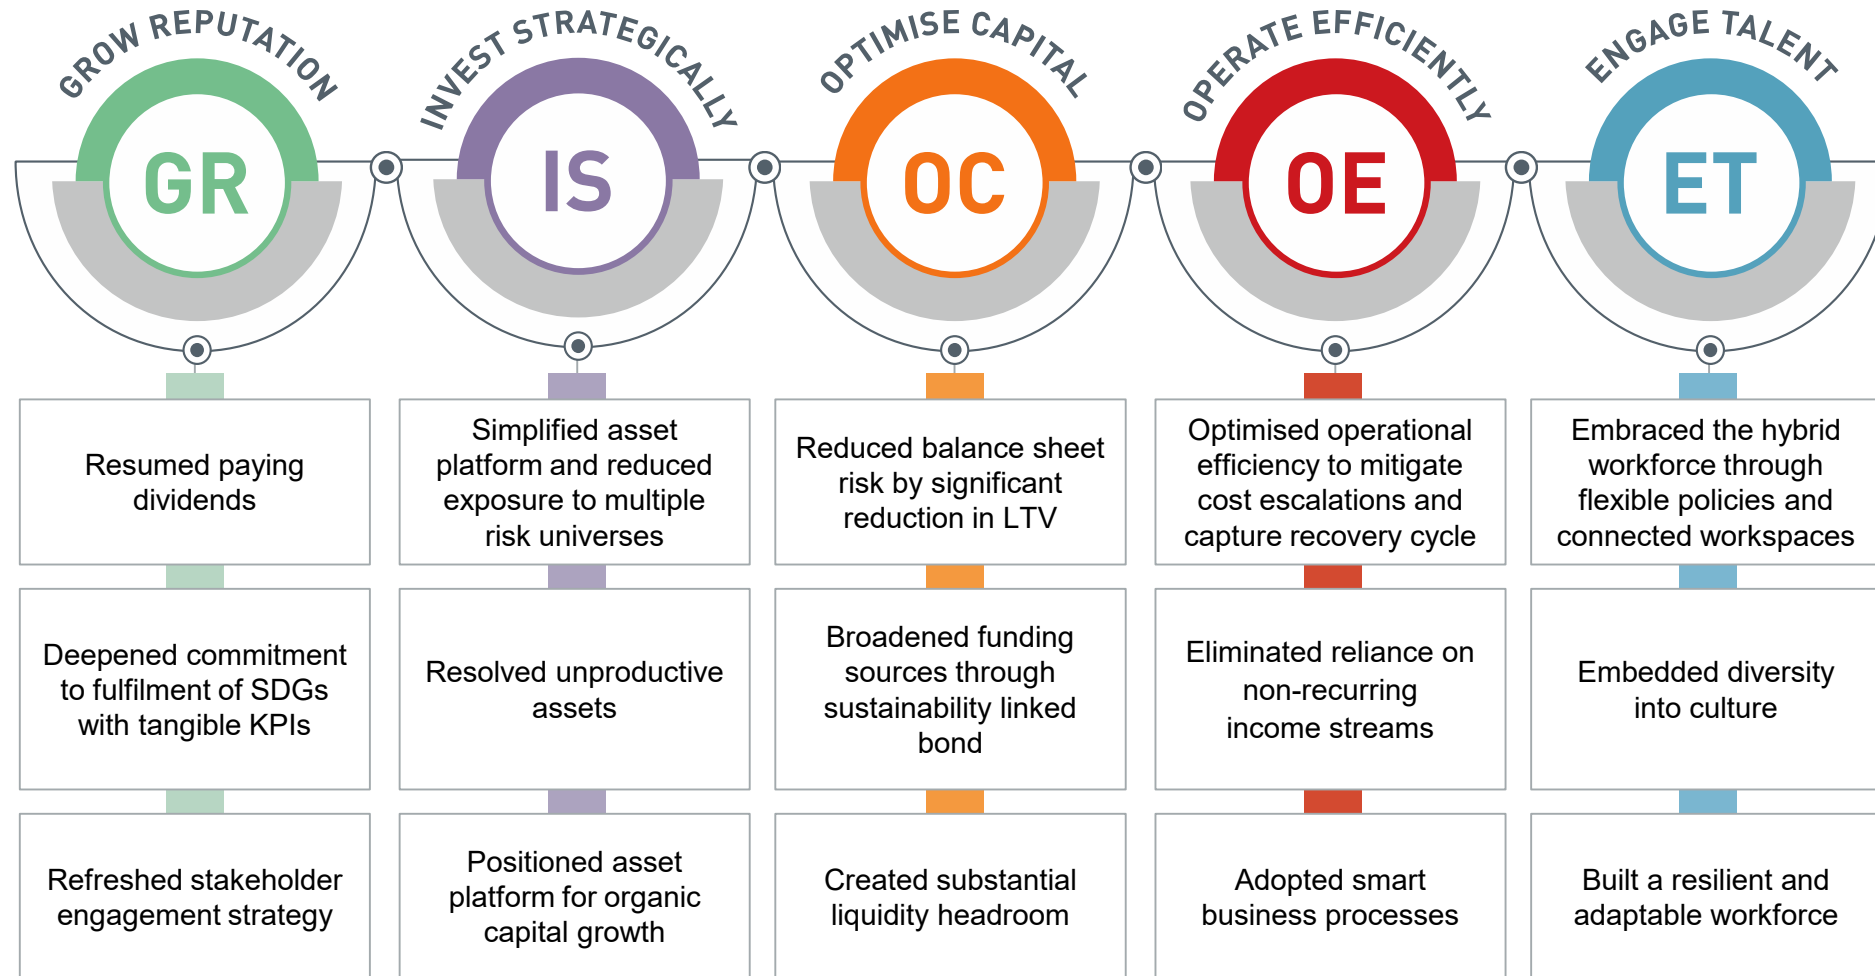 GROW REPUTATION
INVEST STRATEGICALLY
OPTIMISE CAPITAL
OPERATE EFFICIENTLY
ENGAGE TALENT
GR
IS
OC
OE
ET
Resumed paying
dividends
Simplified asset
platform and reduced
exposure to multiple
risk universes
Reduced balance sheet
risk by significant
reduction in LTV
Optimised operational
efficiency to mitigate
cost escalations and
capture recovery cycle
Embraced the hybrid
workforce through
flexible policies and
connected workspaces
Deepened commitment
to fulfilment of SDGs
with tangible KPIs
Resolved unproductive
assets
Broadened funding
sources through
sustainability linked
bond
Eliminated reliance on
non-recurring
income streams
Embedded diversity
into culture
Refreshed stakeholder
engagement strategy
Positioned asset
platform for organic
capital growth
Created substantial
liquidity headroom
Adopted smart
business processes
Built a resilient and
adaptable workforce